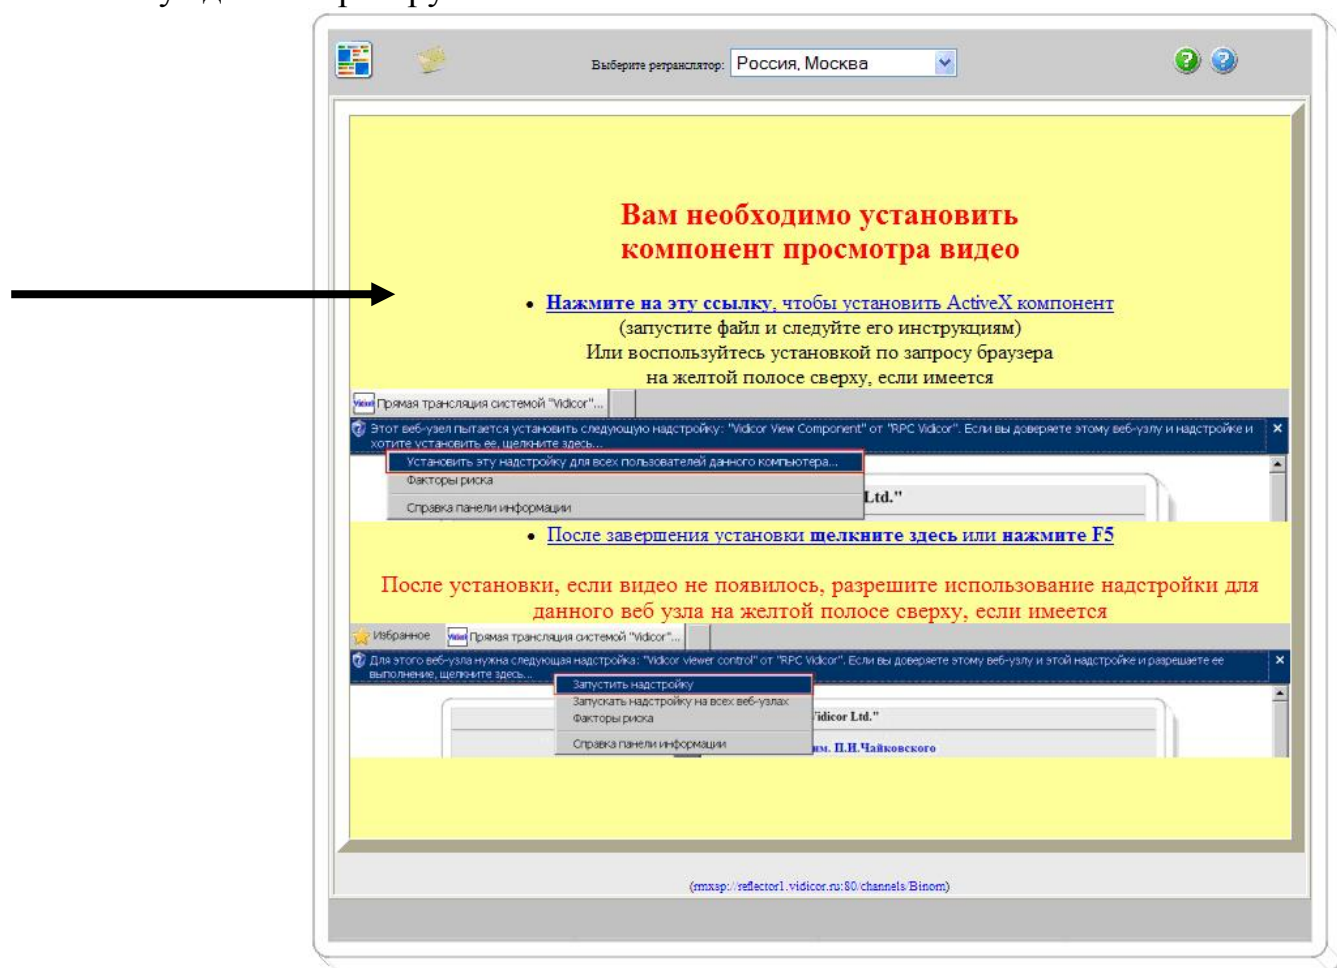 Выберите ретранслятор: Россия, Москва
Вам необходимо установить
компонент просмотра видео
• Нажмите на эту ссылку, чтобы установить ActiveX компонент
(запустите файл и следуйте его инструкциям)
Или воспользуйтесь установкой по запросу браузера
на желтой полосе сверху, если имеется
Прямая трансляция системой "Vidicor"...
Этот веб-узел пытается установить следующую надстройку: "Vidicor View Component" от "RPC Vidicor". Если вы доверяете этому веб-узлу и надстройке и
хотите установить ее, щелкните здесь...
Установить эту надстройку для всех пользователей данного компьютера...
Факторы риска
Ltd."
Справка панели информации
• После завершения установки щелкните здесь или нажмите F5
После установки, если видео не появилось, разрешите использование надстройки для
данного веб узла на желтой полосе сверху, если имеется
Избранное Прямая трансляция системой "Vidicor"...
Для этого веб-узла нужна следующая надстройка: "Vidicor viewer control" от "RPC Vidicor". Если вы доверяете этому веб-узлу и этой надстройке и разрешаете ее
выполнение, щелкните здесь...
Запустить надстройку
Запускать надстройку на всех веб-узлах
Факторы риска
idicor Ltd."
Справка панели информации
им. П.И.Чайковского
(rmxsp://reflector1.vidicor.ru:80/channels/Binom)